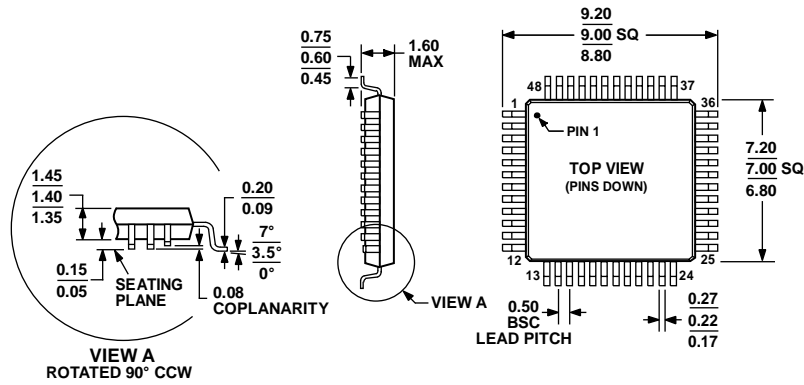 0.75
0.60
0.45
1.60
MAX
9.20
9.00 SQ
8.80
48
37
1
36
PIN 1
TOP VIEW
(PINS DOWN)
7.20
7.00 SQ
6.80
12
25
13
24
0.50
BSC
LEAD PITCH
0.27
0.22
0.17
VIEW A
1.45
1.40
1.35
0.20
0.09
7°
3.5°
0°
0.15
0.05
SEATING
PLANE
0.08
COPLANARITY
VIEW A
ROTATED 90° CCW